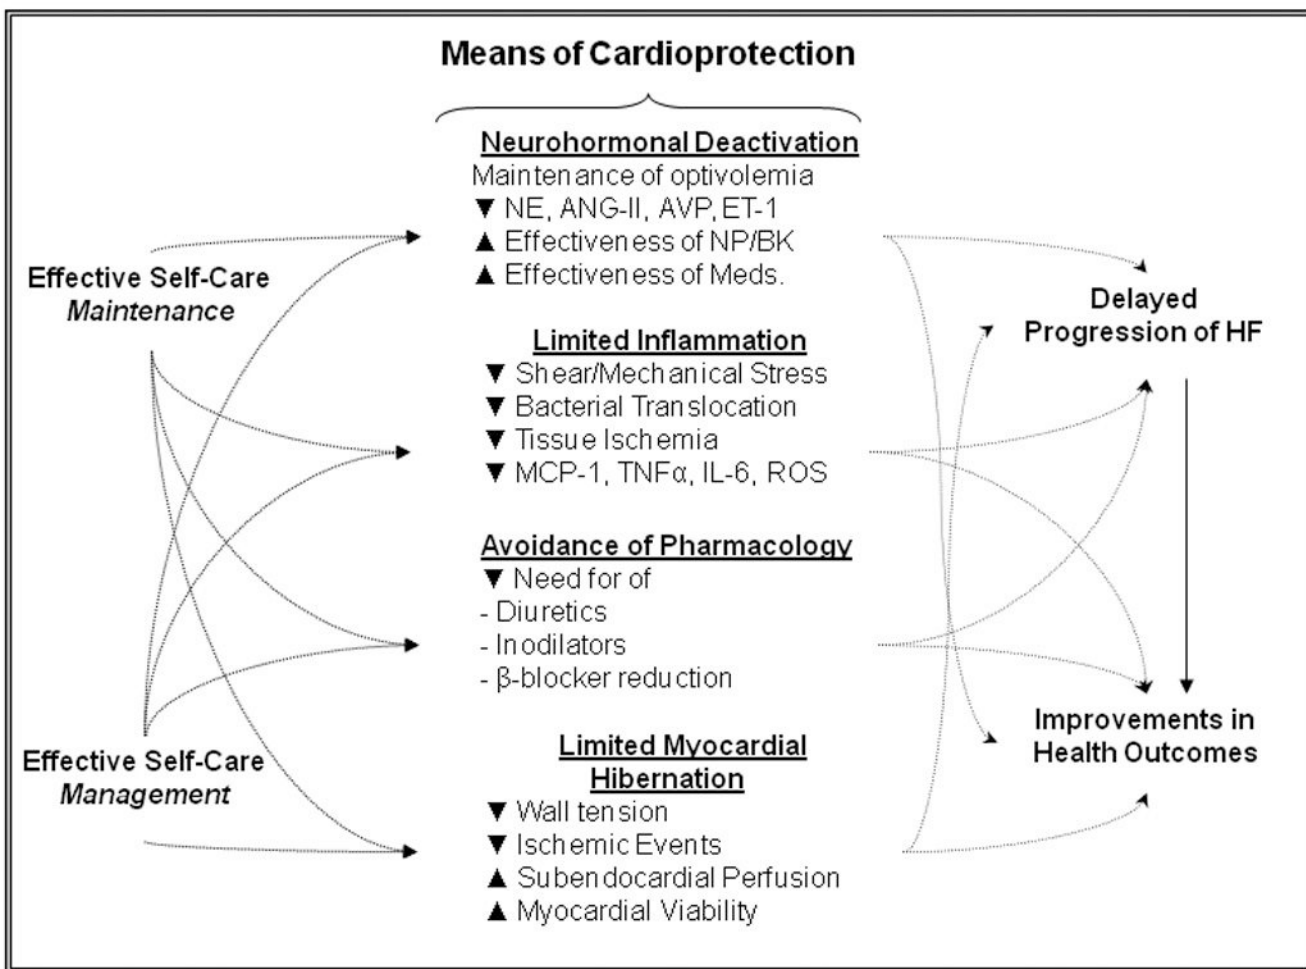 Means of Cardioprotection
Effective Self-Care
Maintenance
Effective Self-Care
Management
Neurohormonal Deactivation
Maintenance of optivolemia
▼ NE, ANG-II, AVP, ET-1
▲ Effectiveness of NP/BK
▲ Effectiveness of Meds.
Limited Inflammation
▼ Shear/Mechanical Stress
▼ Bacterial Translocation
▼ Tissue Ischemia
▼ MCP-1, TNFα, IL-6, ROS
Avoidance of Pharmacology
▼ Need for of
- Diuretics
- Inodilators
- β-blocker reduction
Limited Myocardial
Hibernation
▼ Wall tension
▼ Ischemic Events
▲ Subendocardial Perfusion
▲ Myocardial Viability
Delayed
Progression of HF
Improvements in
Health Outcomes